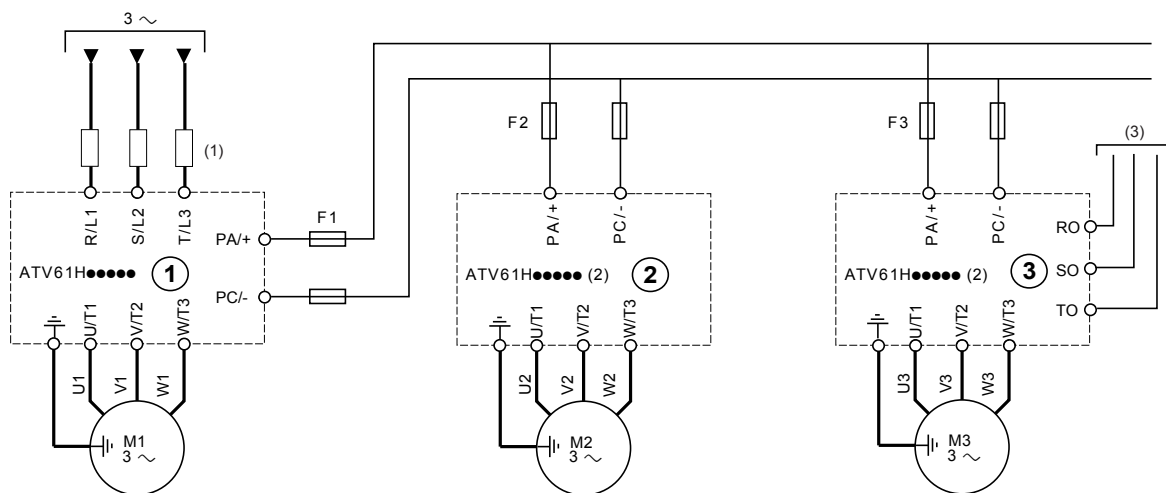 3 ~
(1)
R/L1 S/L2 T/L3
PA/+
F1
ATV61H●●●●● 1
PC/-
U/T1 V/T2 W/T3
U1 V1 W1
M1
3 ~
F2
PA/+ PC/-
ATV61H●●●●● (2) 2
U/T1 V/T2 W/T3
U2 V2 W2
M2
3 ~
F3
(3)
PA/+ PC/-
RO
ATV61H●●●●● (2) 3
SO
TO
U/T1 V/T2 W/T3
U3 V3 W3
M3
3 ~